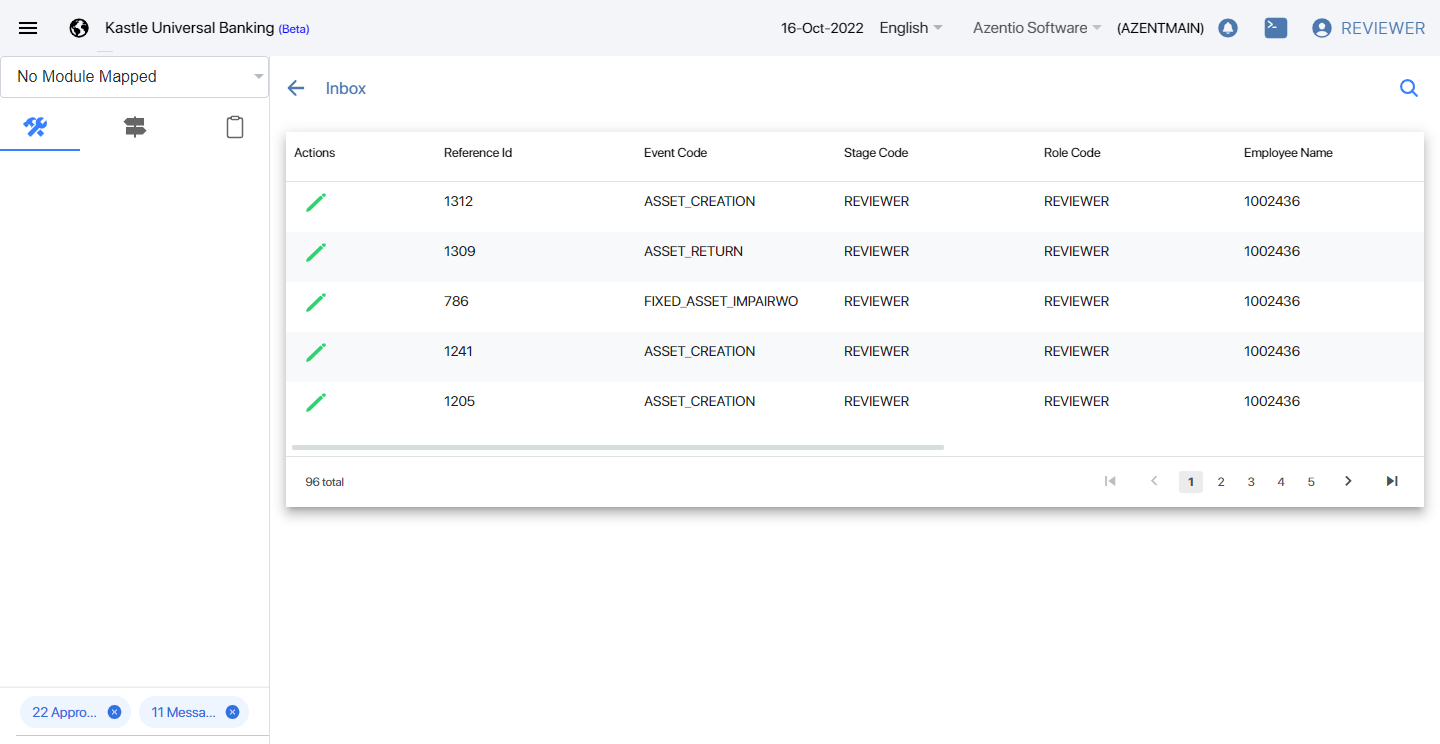 Kastle Universal Banking (Beta)
16-Oct-2022
English
Azentio Software
(AZENTMAIN)
REVIEWER
No Module Mapped
Inbox
Actions Reference Id Event Code Stage Code Role Code Employee Name
1312 ASSET_CREATION REVIEWER REVIEWER 1002436
1309 ASSET_RETURN REVIEWER REVIEWER 1002436
786 FIXED_ASSET_IMPAIRWO REVIEWER REVIEWER 1002436
1241 ASSET_CREATION REVIEWER REVIEWER 1002436
1205 ASSET_CREATION REVIEWER REVIEWER 1002436
96 total
1 2 3 4 5
22 Appro...
11 Messa...